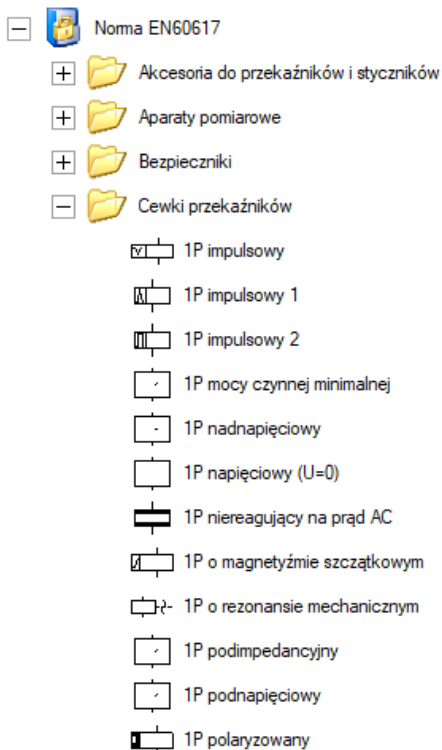 Norma EN60617
Akcesoria do przekaźników i styczników
Aparaty pomiarowe
Bezpieczniki
Cewki przekaźników
1P impulsowy
1P impulsowy 1
1P impulsowy 2
1P mocy czynnej minimalnej
1P nadnapięciowy
1P napięciowy (U=0)
1P niereagujący na prąd AC
1P o magnetyźmie szczątkowym
1P o rezonansie mechanicznym
1P podimpedancyjny
1P podnapięciowy
1P polaryzowany